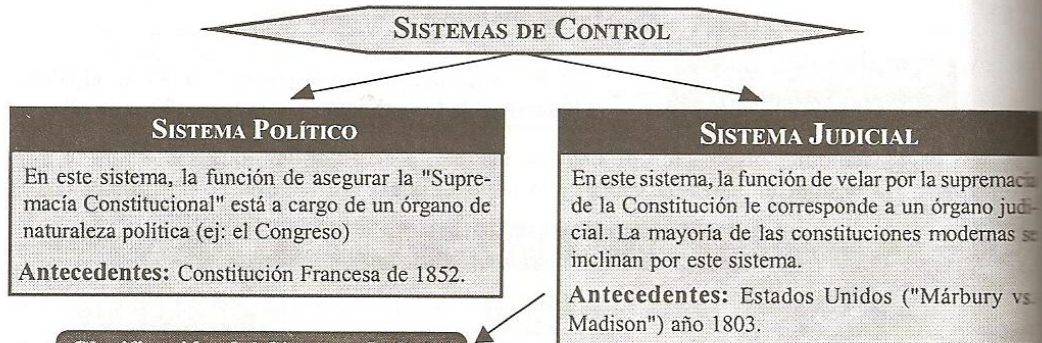 SISTEMAS DE CONTROL
SISTEMA POLÍTICO
En este sistema, la función de asegurar la "Supre-
macía Constitucional" está a cargo de un órgano de
naturaleza política (ej: el Congreso)
Antecedentes: Constitución Francesa de 1852.
SISTEMA JUDICIAL
En este sistema, la función de velar por la supremacía
de la Constitución le corresponde a un órgano judi-
cial. La mayoría de las constituciones modernas se
inclinan por este sistema.
Antecedentes: Estados Unidos ("Márbury vs.
Madison") año 1803.